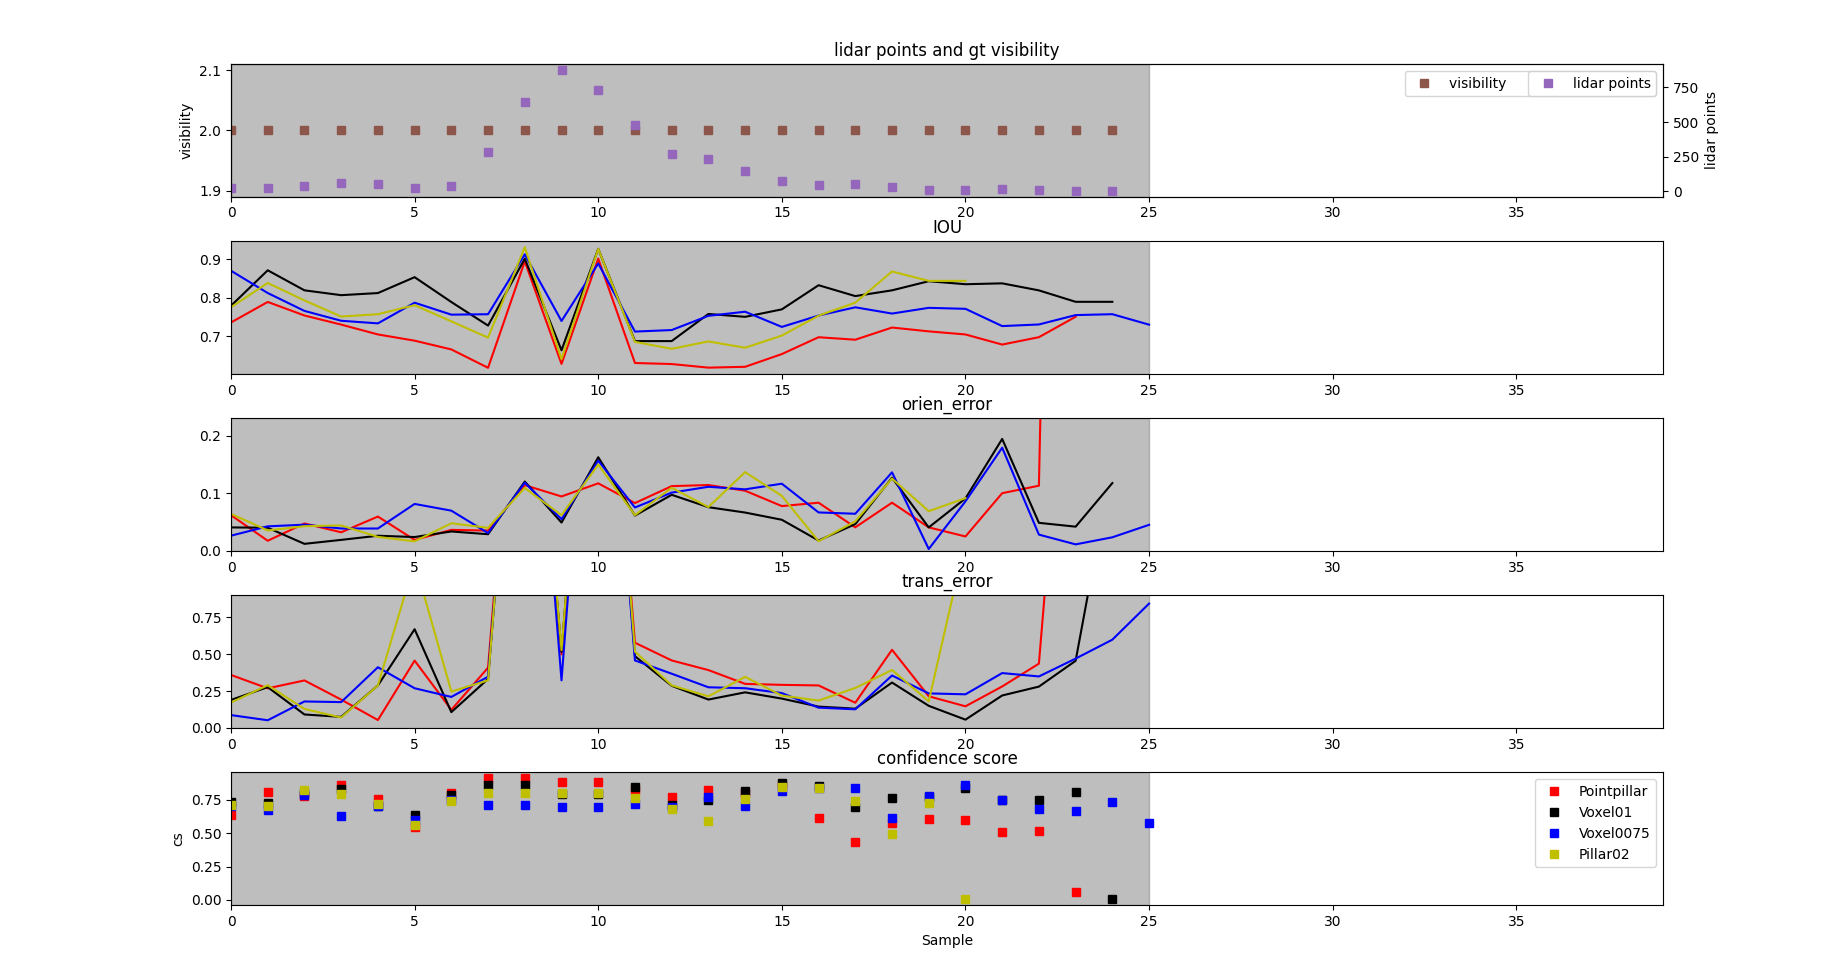 lidar points and gt visibility
visibility
2.1
2.0
1.9
visibility
lidar points
750
500
250
0
lidar points
0 5 10 15 20 25 30 35
IOU
0.9
0.8
0.7
0 5 10 15 20 25 30 35
orien_error
0.2
0.1
0.0
0 5 10 15 20 25 30 35
trans_error
0.75
0.50
0.25
0.00
0 5 10 15 20 25 30 35
confidence score
cs
0.75
0.50
0.25
0.00
Pointpillar
Voxel01
Voxel0075
Pillar02
0 5 10 15 20 25 30 35
Sample